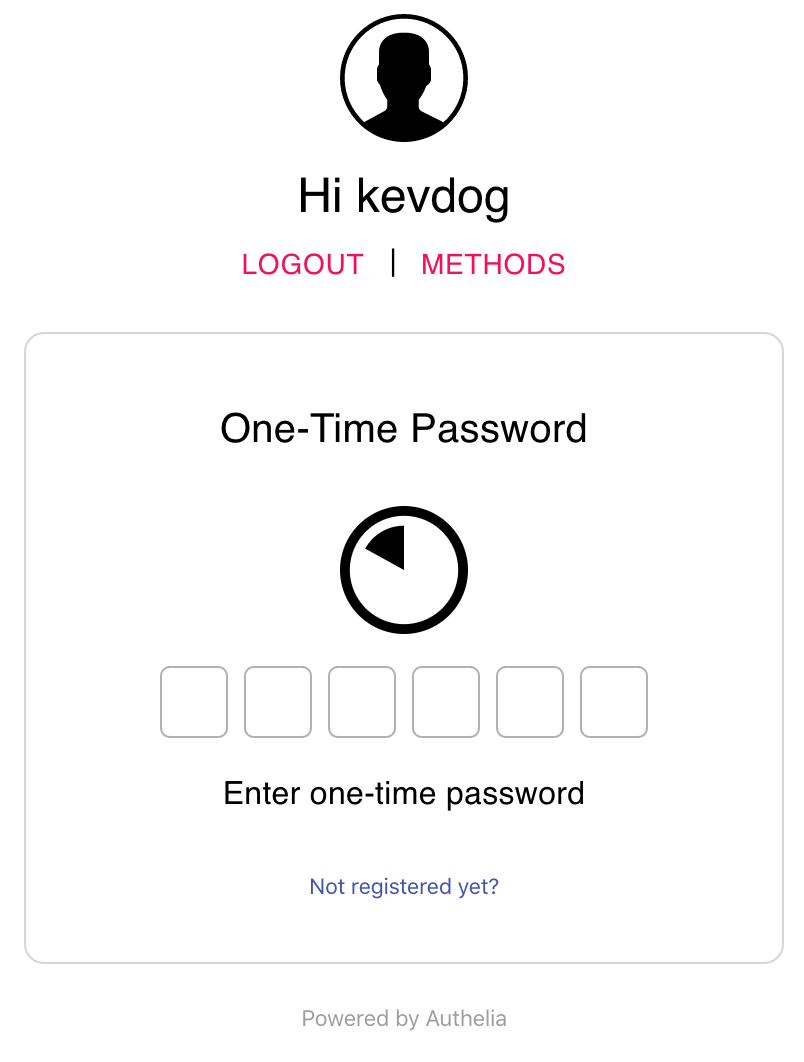 Hi kevdog
LOGOUT | METHODS
One-Time Password
Enter one-time password
Not registered yet?
Powered by Authelia